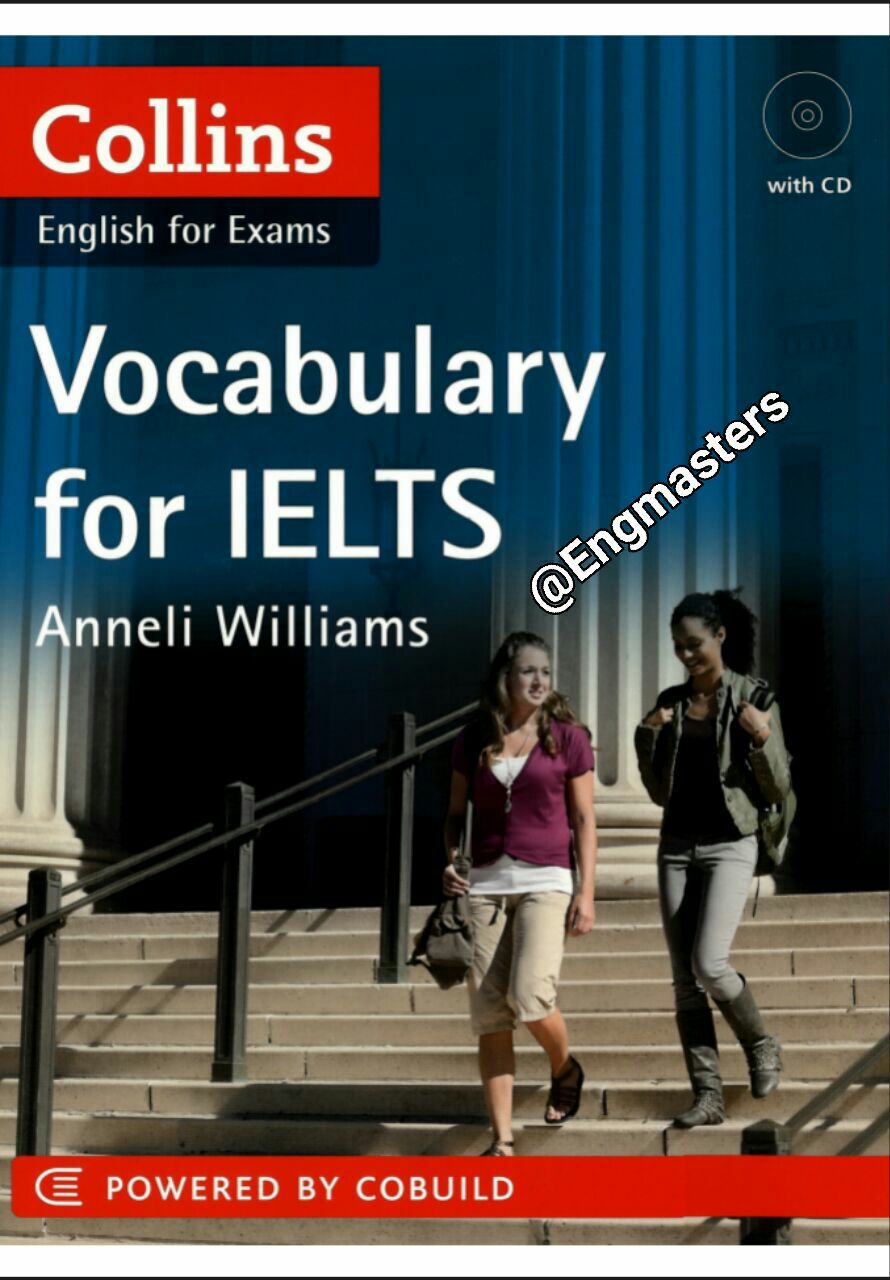 Collins
English for Exams
with CD
Vocabulary
for IELTS
Anneli Williams
@Engmasters
POWERED BY COBUILD